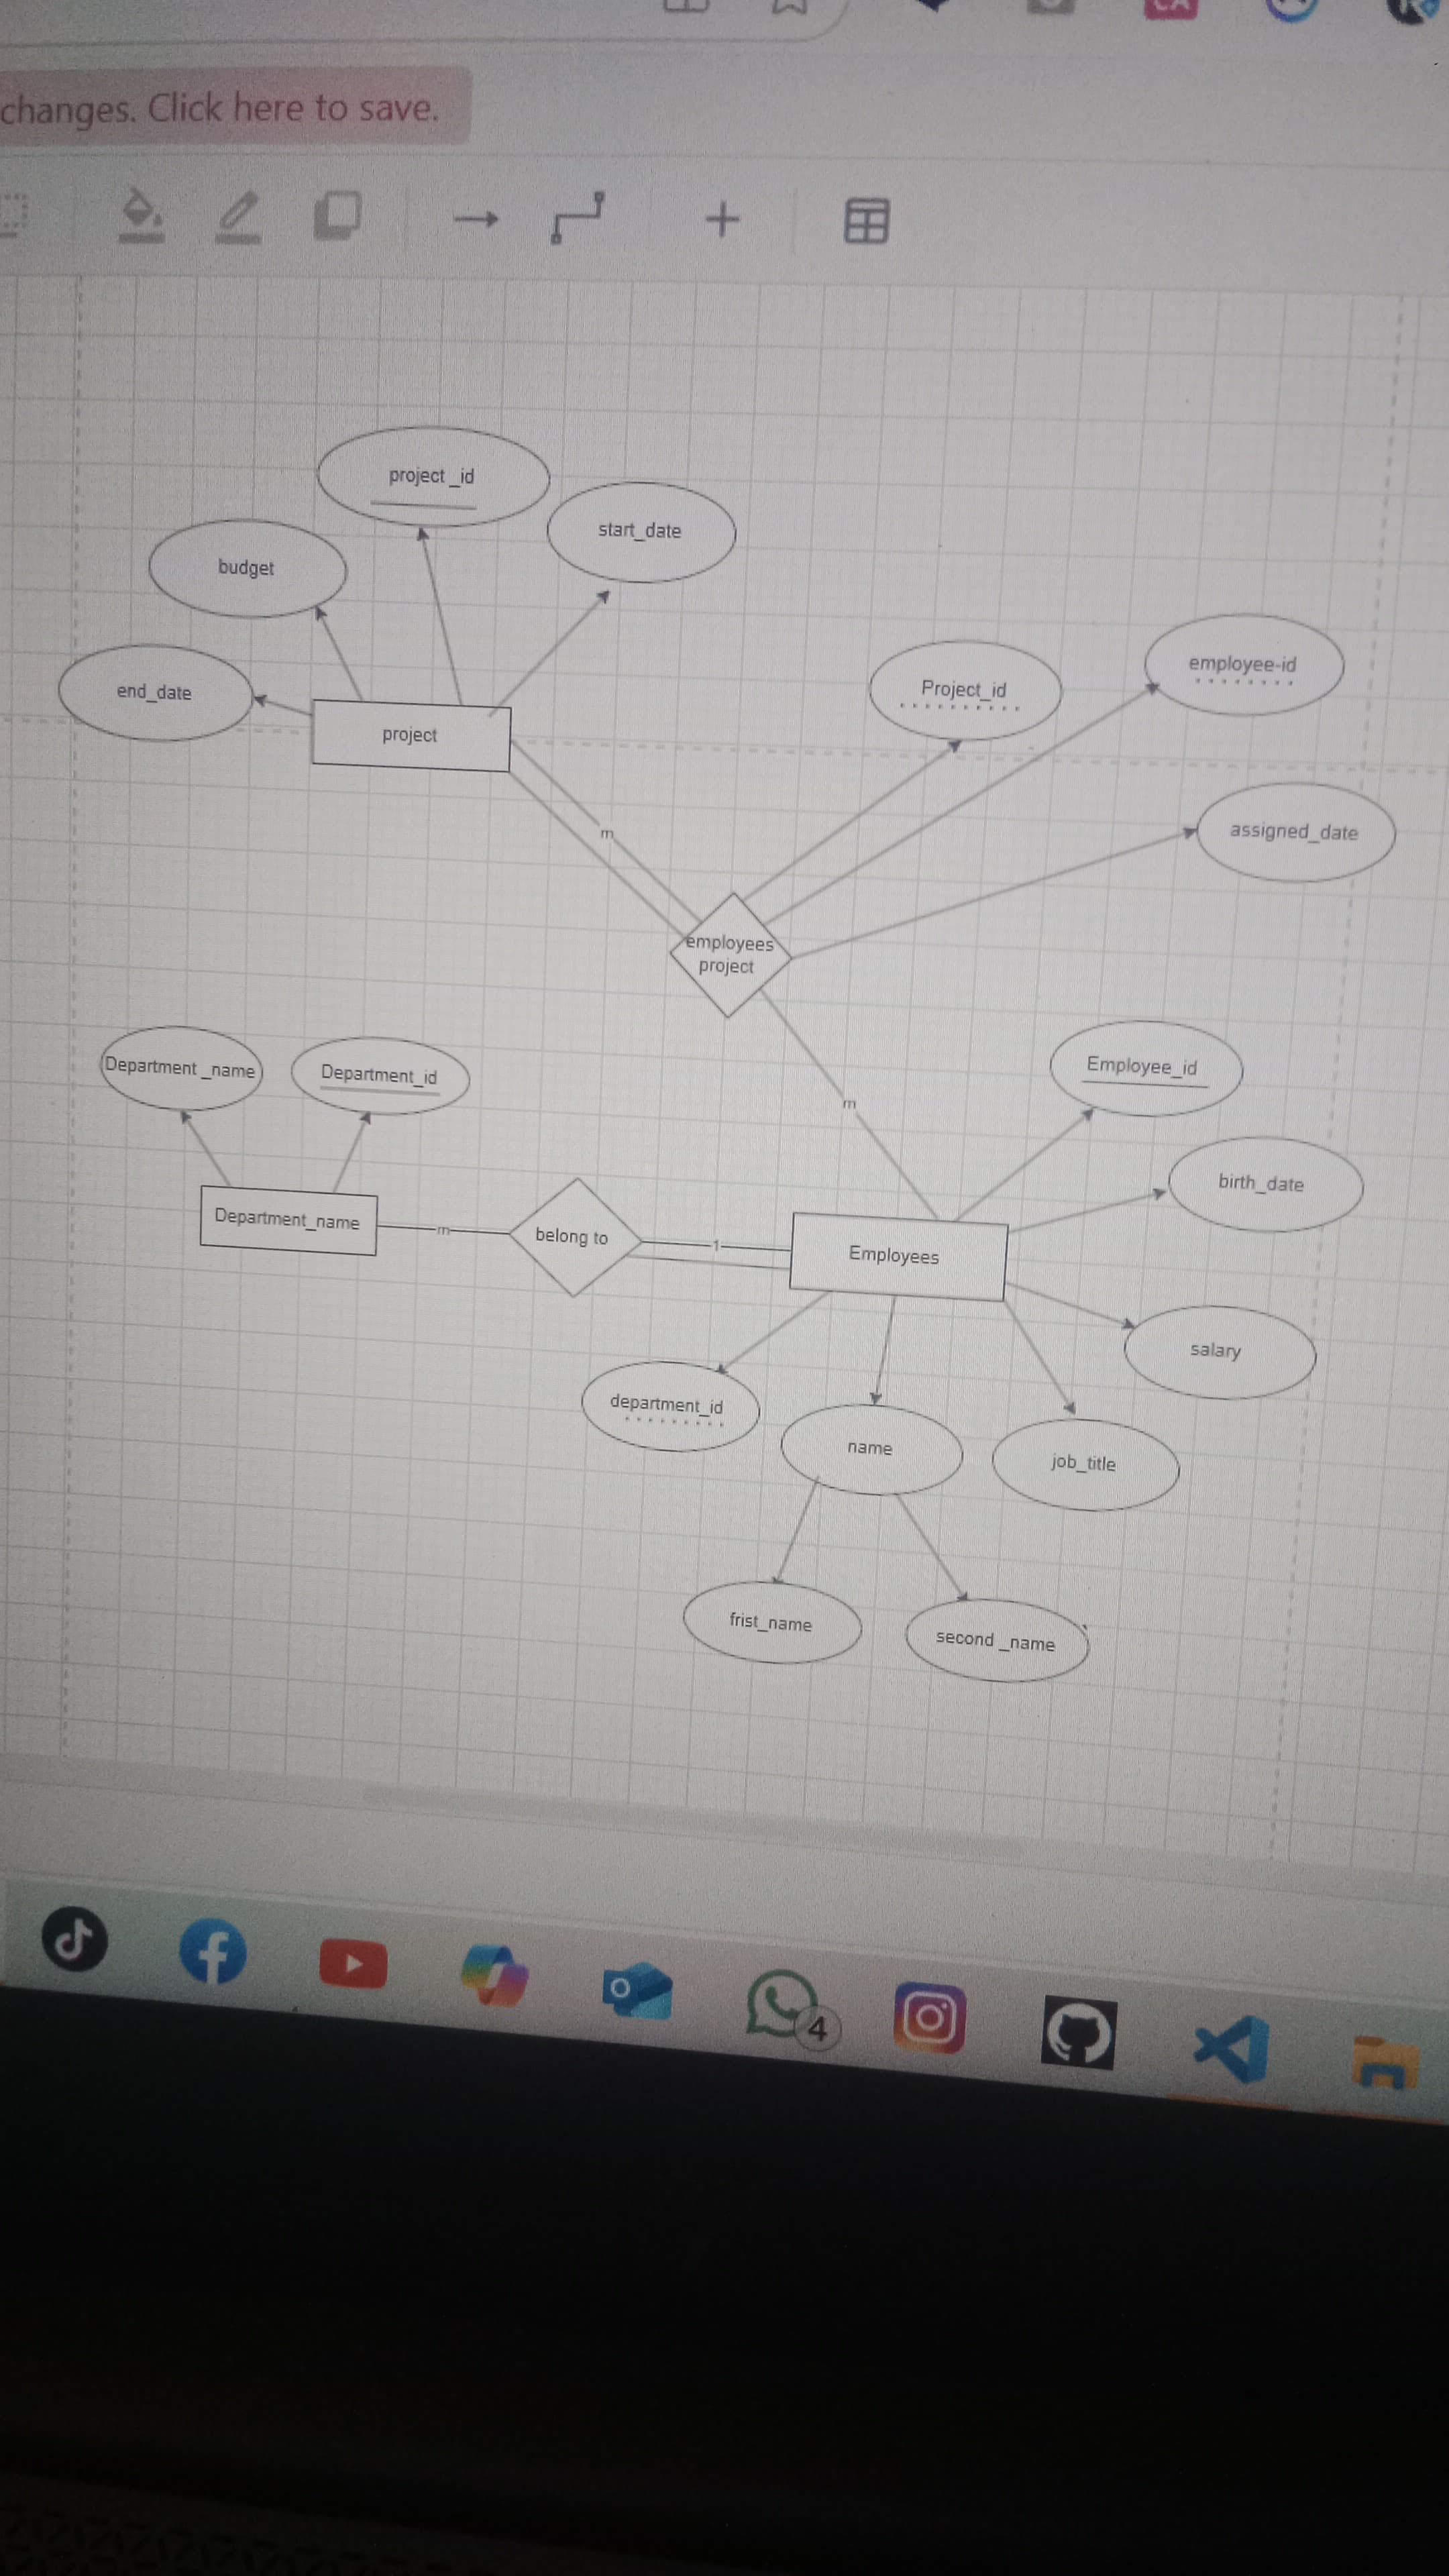 changes. Click here to save.
project _id
start_date
budget
end_date
project
Project_id
employee-id
assigned_date
m
employees
project
m
Department _name
Department_id
Employee_id
birth_date
Department_name
m
belong to
1
Employees
department_id
name
job_title
salary
frist_name
second _name
4